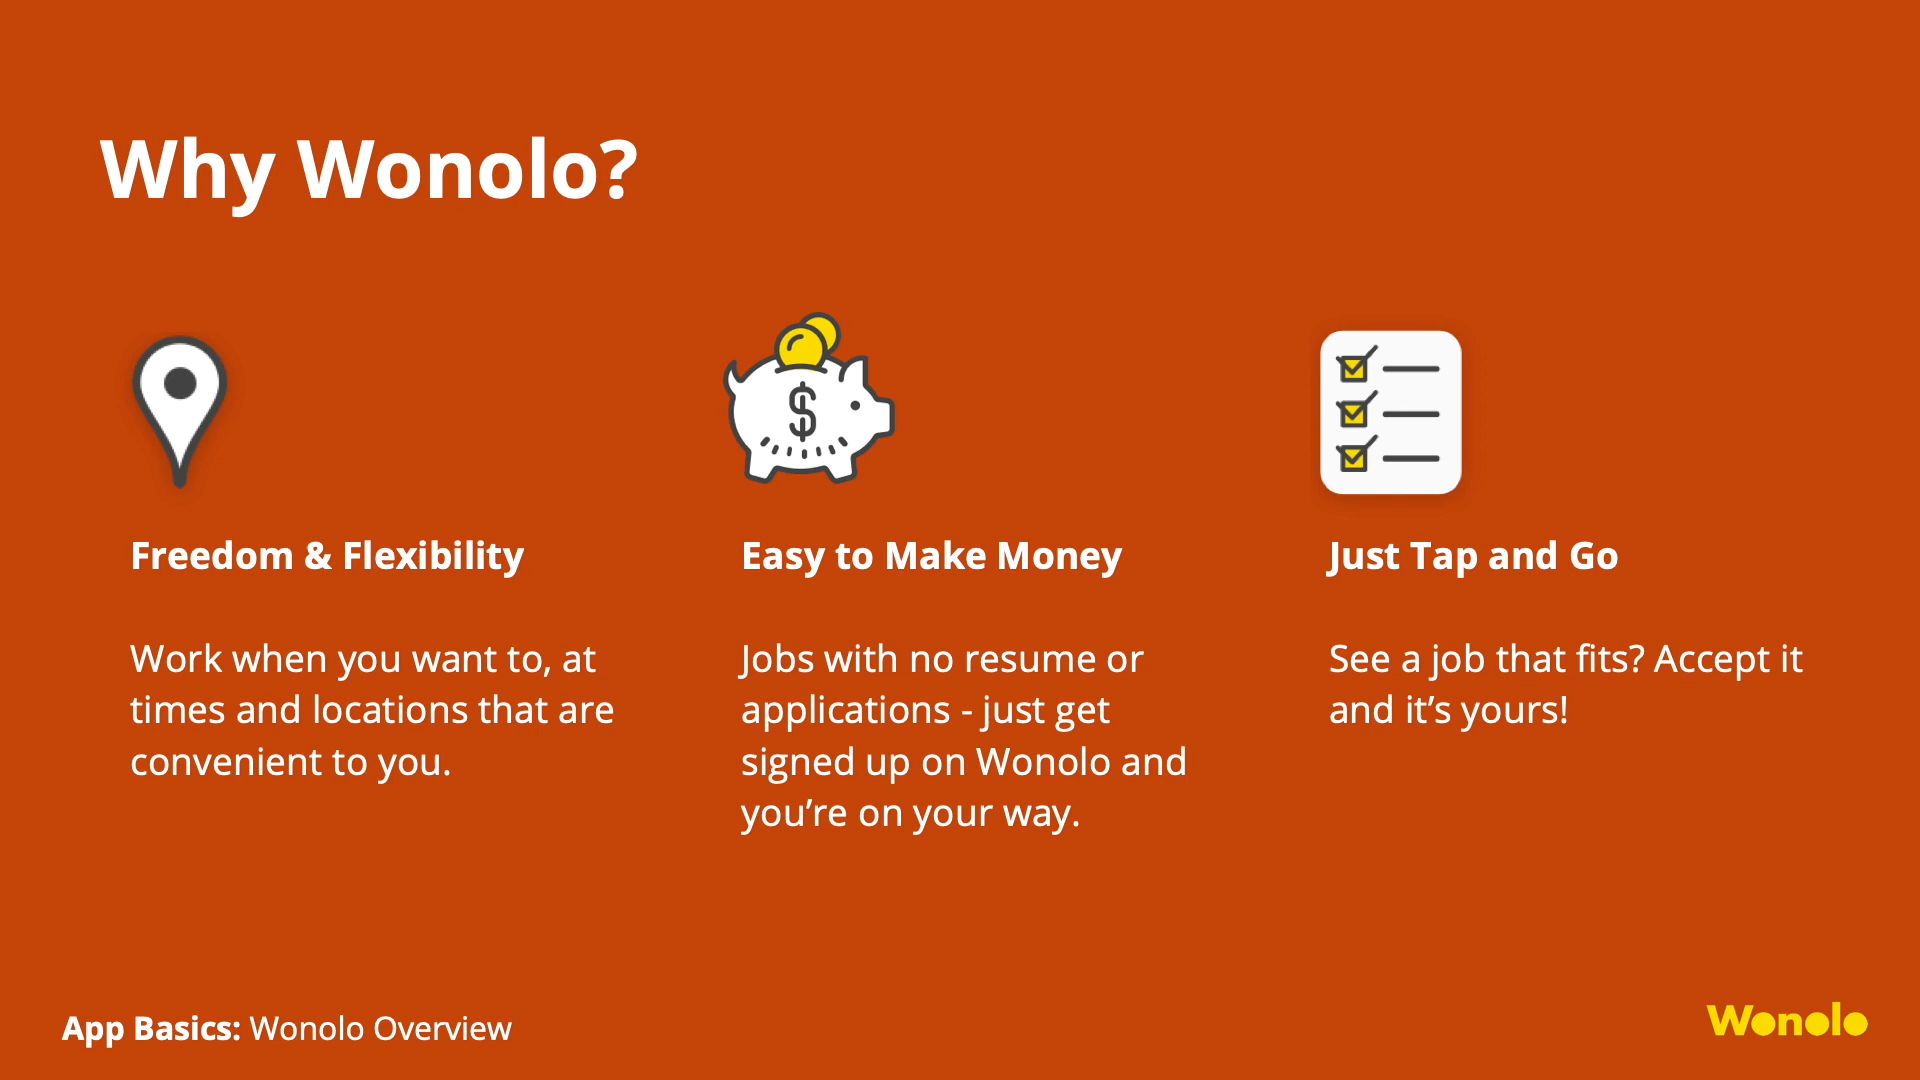 Why Wonolo?
$
Freedom & Flexibility
Work when you want to, at
times and locations that are
convenient to you.
Easy to Make Money
Jobs with no resume or
applications - just get
signed up on Wonolo and
you’re on your way.
Just Tap and Go
See a job that fits? Accept it
and it’s yours!
App Basics: Wonolo Overview
Wonolo